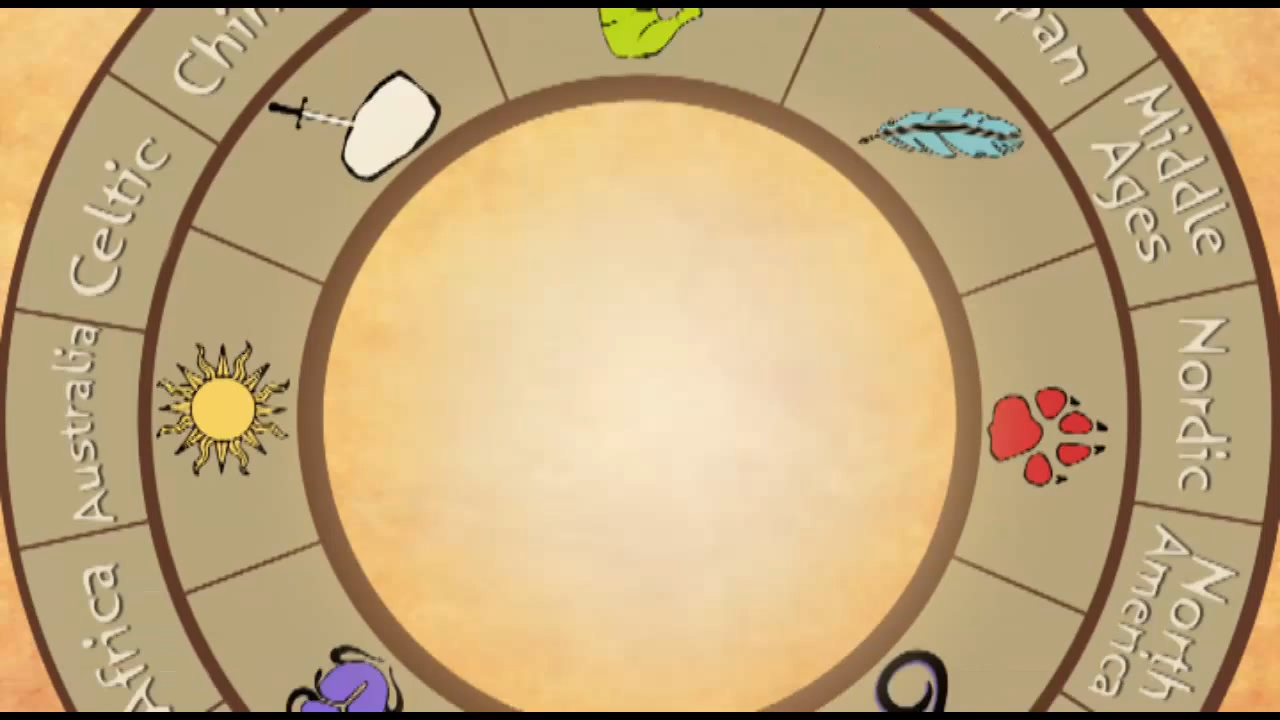 Celtic
Australia
Middle
Ages
Nordic
North
America
Africa